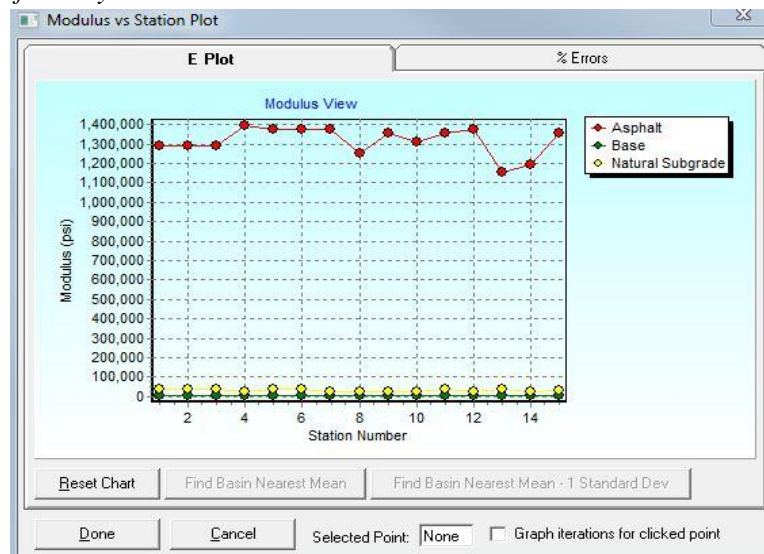 Modulus vs Station Plot
E Plot
% Errors
Modulus View
1,400,000
1,300,000
1,200,000
1,100,000
1,000,000
900,000
800,000
700,000
600,000
500,000
400,000
300,000
200,000
100,000
0
Modulus (psi)
2 4 6 8 10 12 14
Station Number
Asphalt
Base
Natural Subgrade
Reset Chart
Find Basin Nearest Mean
Find Basin Nearest Mean - 1 Standard Dev
Done
Cancel
Selected Point: None
Graph iterations for clicked point